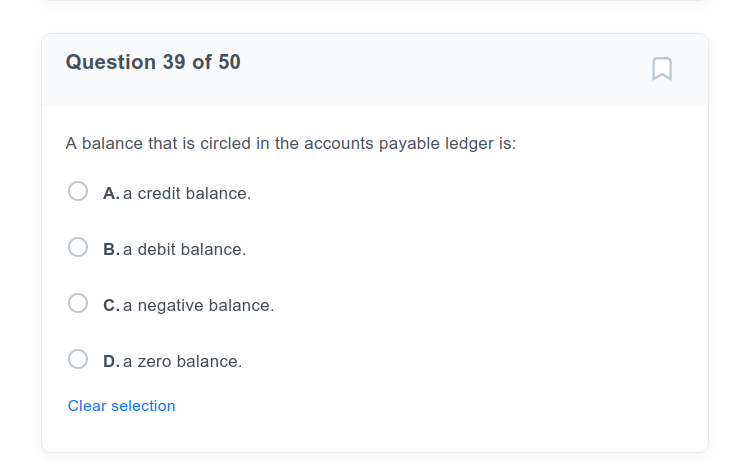 Question 39 of 50
A balance that is circled in the accounts payable ledger is:
A. a credit balance.
B. a debit balance.
C. a negative balance.
D. a zero balance.
Clear selection